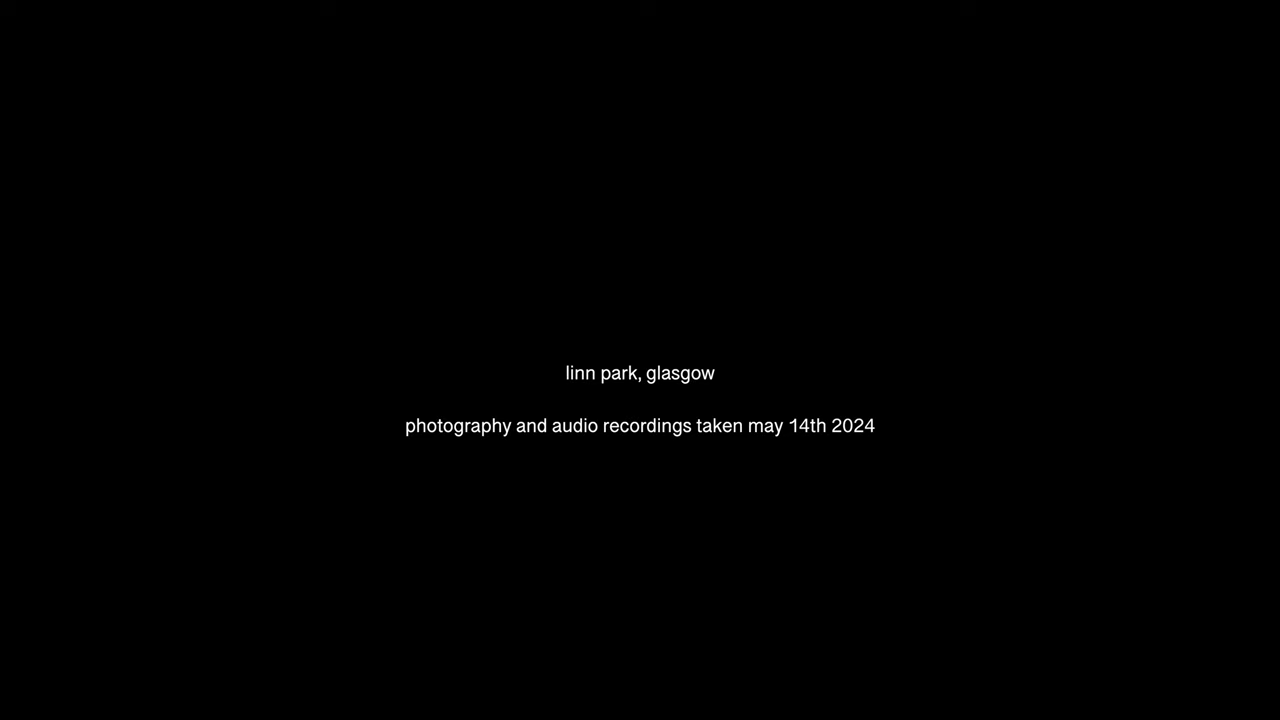 linn park, glasgow
photography and audio recordings taken may 14th 2024